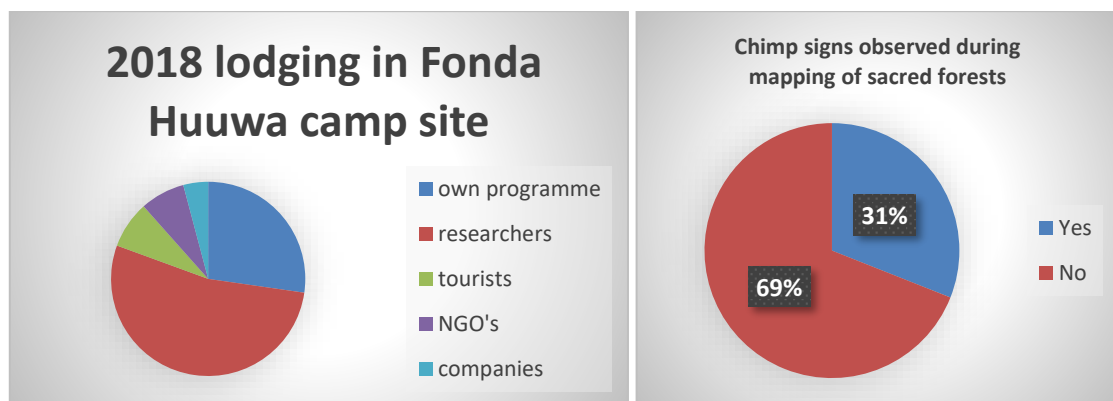 2018 lodging in Fonda
Huuwa camp site
own programme
researchers
tourists
NGO's
companies
Chimp signs observed during
mapping of sacred forests
31%
69%
Yes
No